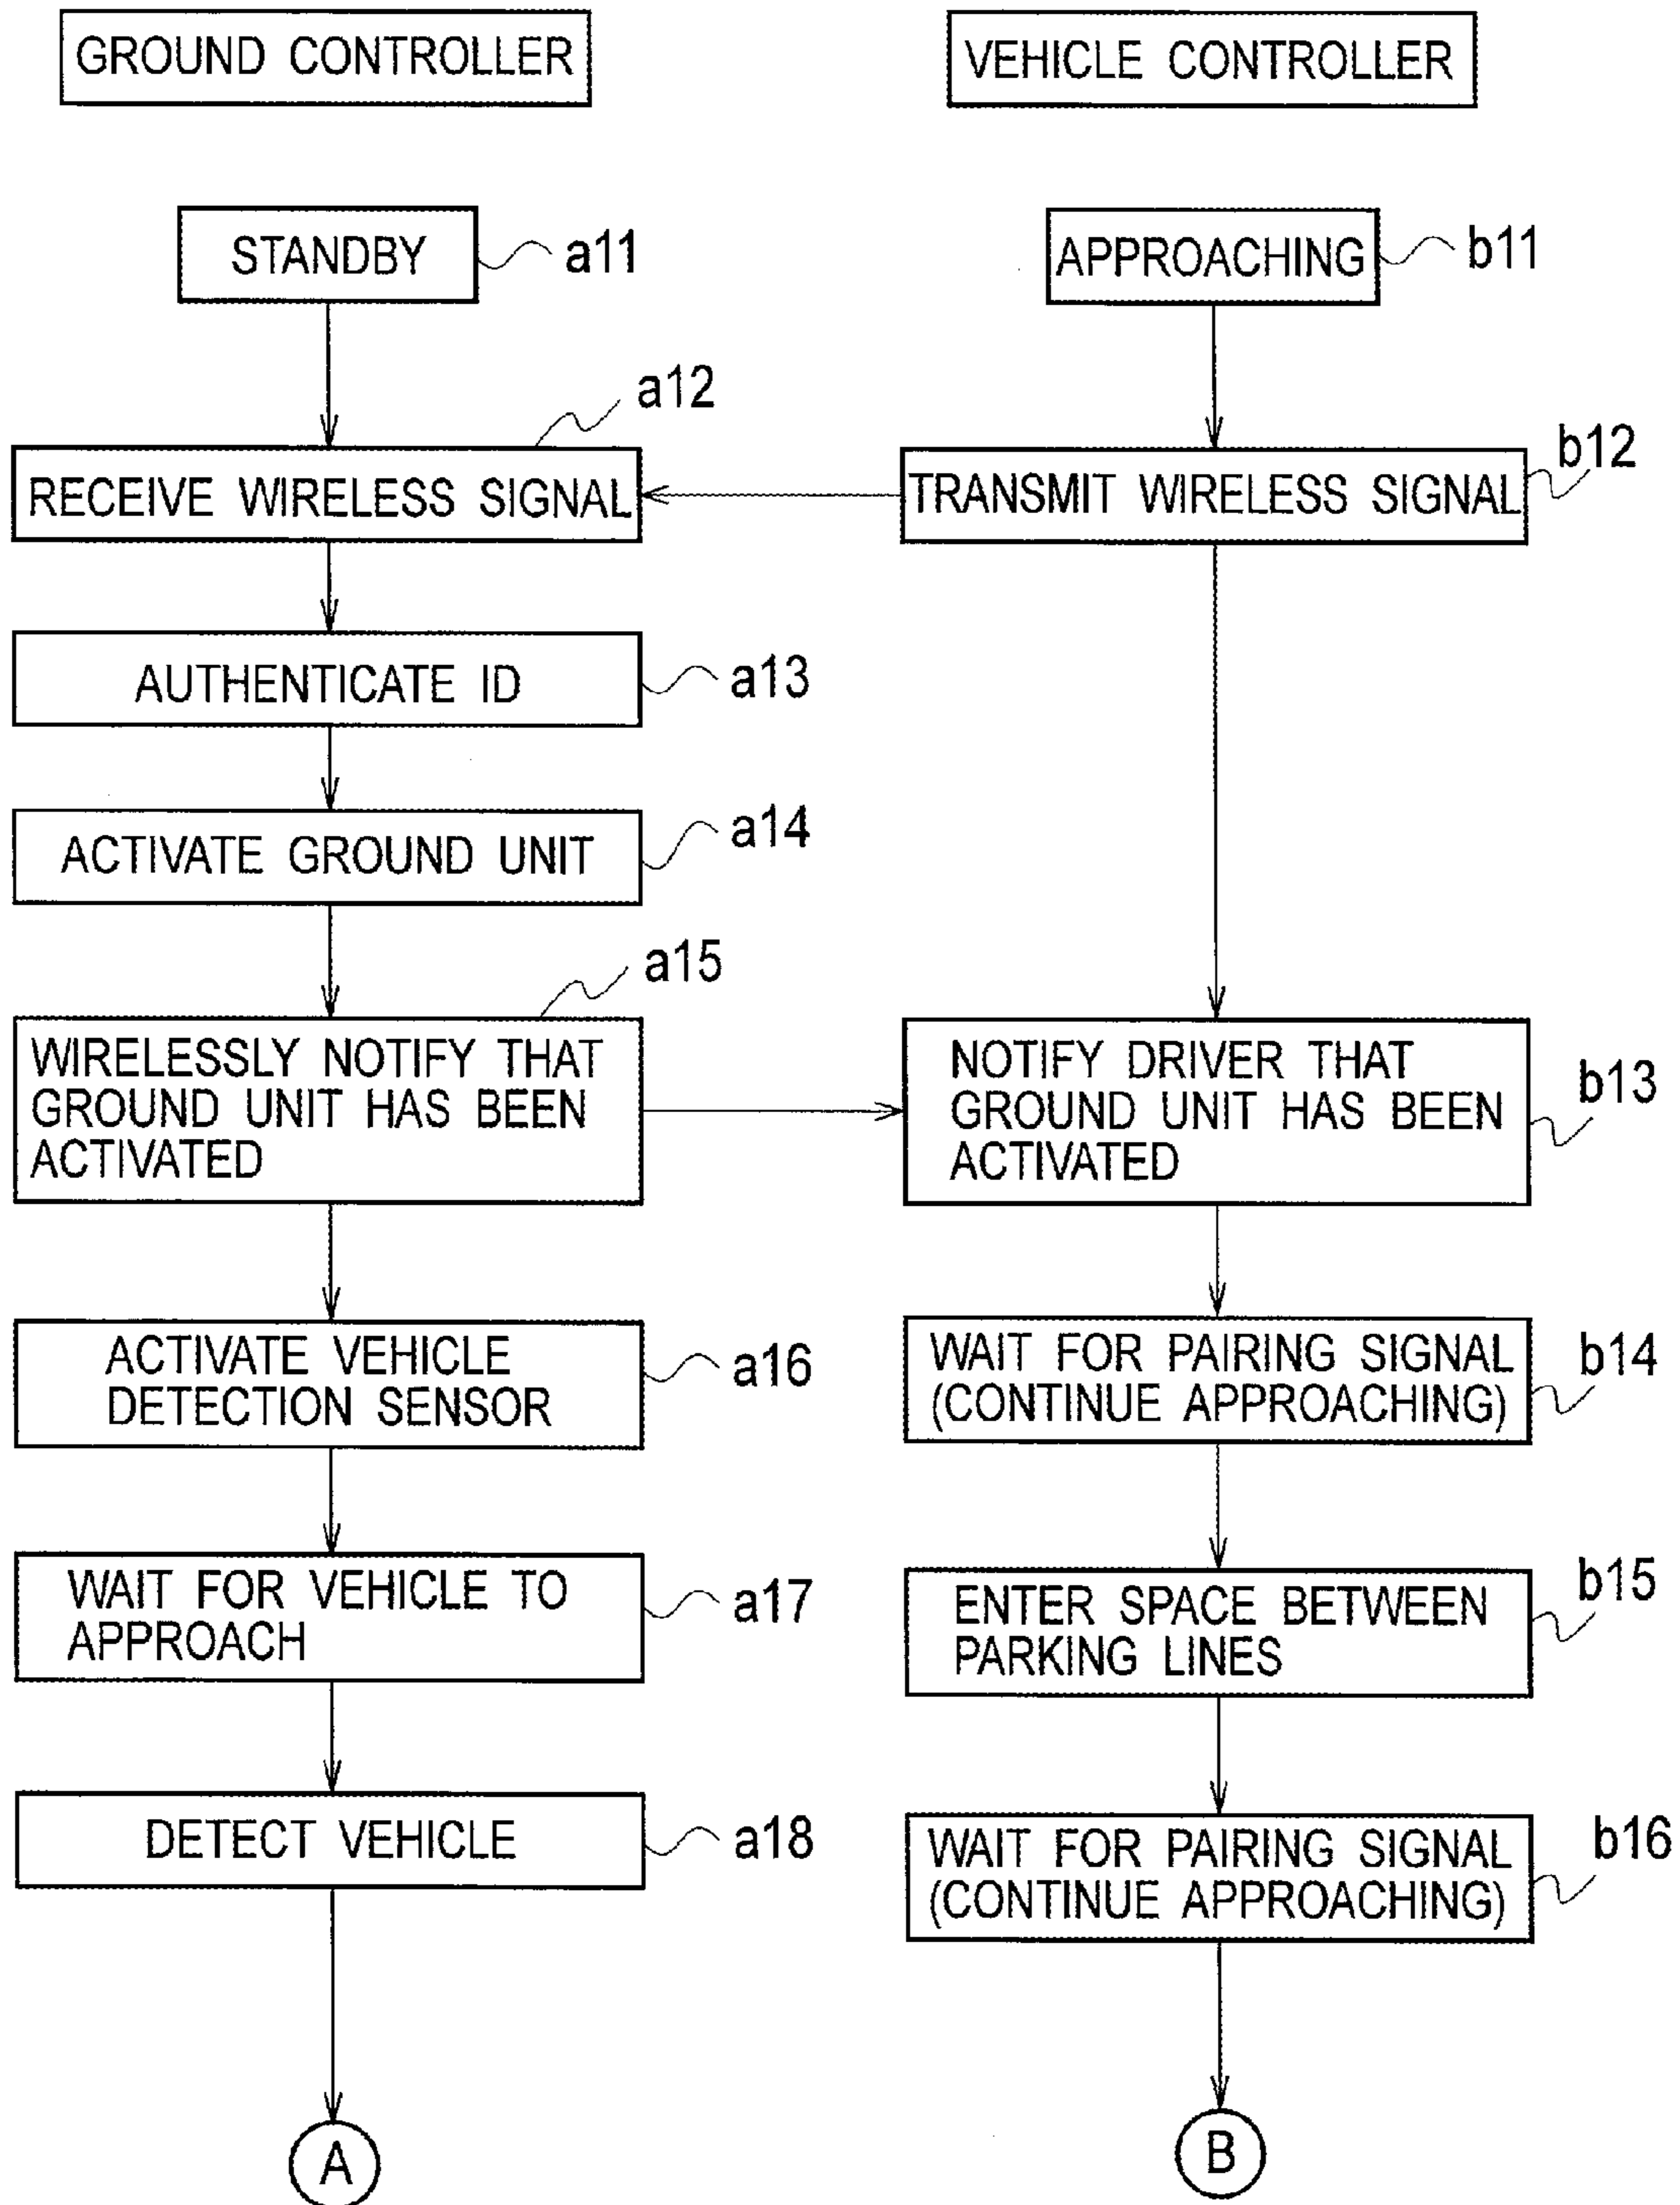 GROUND CONTROLLER
VEHICLE CONTROLLER
STANDBY
a11
APPROACHING
b11
a12
RECEIVE WIRELESS SIGNAL
TRANSMIT WIRELESS SIGNAL
b12
AUTHENTICATE ID
a13
ACTIVATE GROUND UNIT
a14
a15
WIRELESSLY NOTIFY THAT
GROUND UNIT HAS BEEN
ACTIVATED
NOTIFY DRIVER THAT
GROUND UNIT HAS BEEN
ACTIVATED
b13
ACTIVATE VEHICLE
DETECTION SENSOR
a16
WAIT FOR PAIRING SIGNAL
(CONTINUE APPROACHING)
b14
WAIT FOR VEHICLE TO
APPROACH
a17
ENTER SPACE BETWEEN
PARKING LINES
b15
DETECT VEHICLE
a18
WAIT FOR PAIRING SIGNAL
(CONTINUE APPROACHING)
b16
A
B